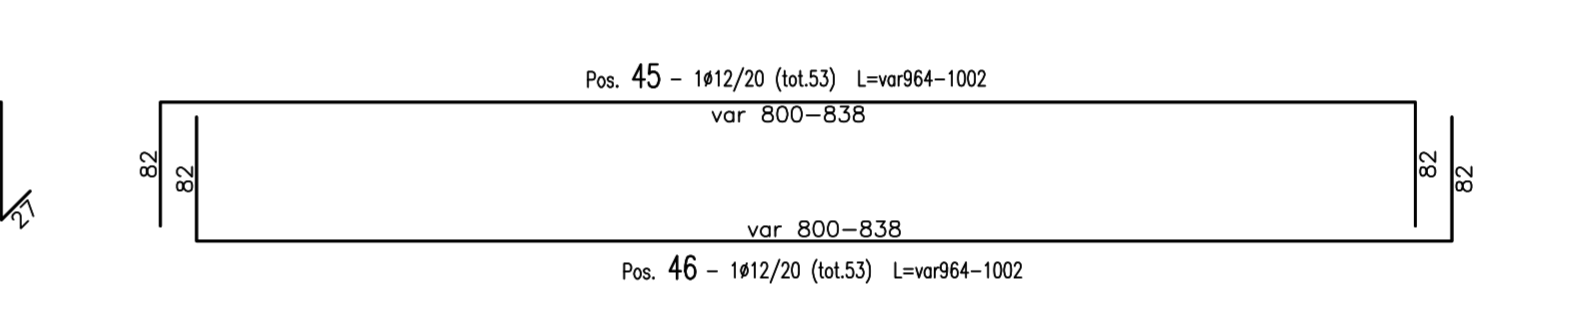 Pos. 45 - 1ø12/20 (tot.53) L=var964-1002
var 800-838
82
82
82
82
27
var 800-838
Pos. 46 - 1ø12/20 (tot.53) L=var964-1002